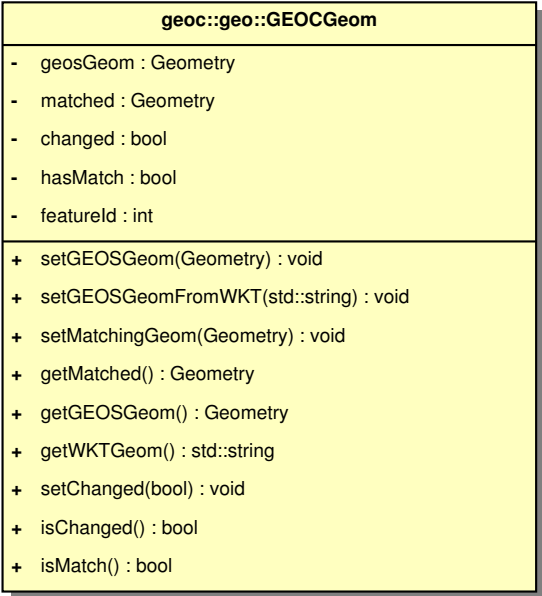 geoc::geo::GEOCGeom
- geosGeom : Geometry
- matched : Geometry
- changed : bool
- hasMatch : bool
- featureId : int
+ setGEOSGeom(Geometry) : void
+ setGEOSGeomFromWKT(std::string) : void
+ setMatchingGeom(Geometry) : void
+ getMatched() : Geometry
+ getGEOSGeom() : Geometry
+ getWKTGeom() : std::string
+ setChanged(bool) : void
+ isChanged() : bool
+ isMatch() : bool